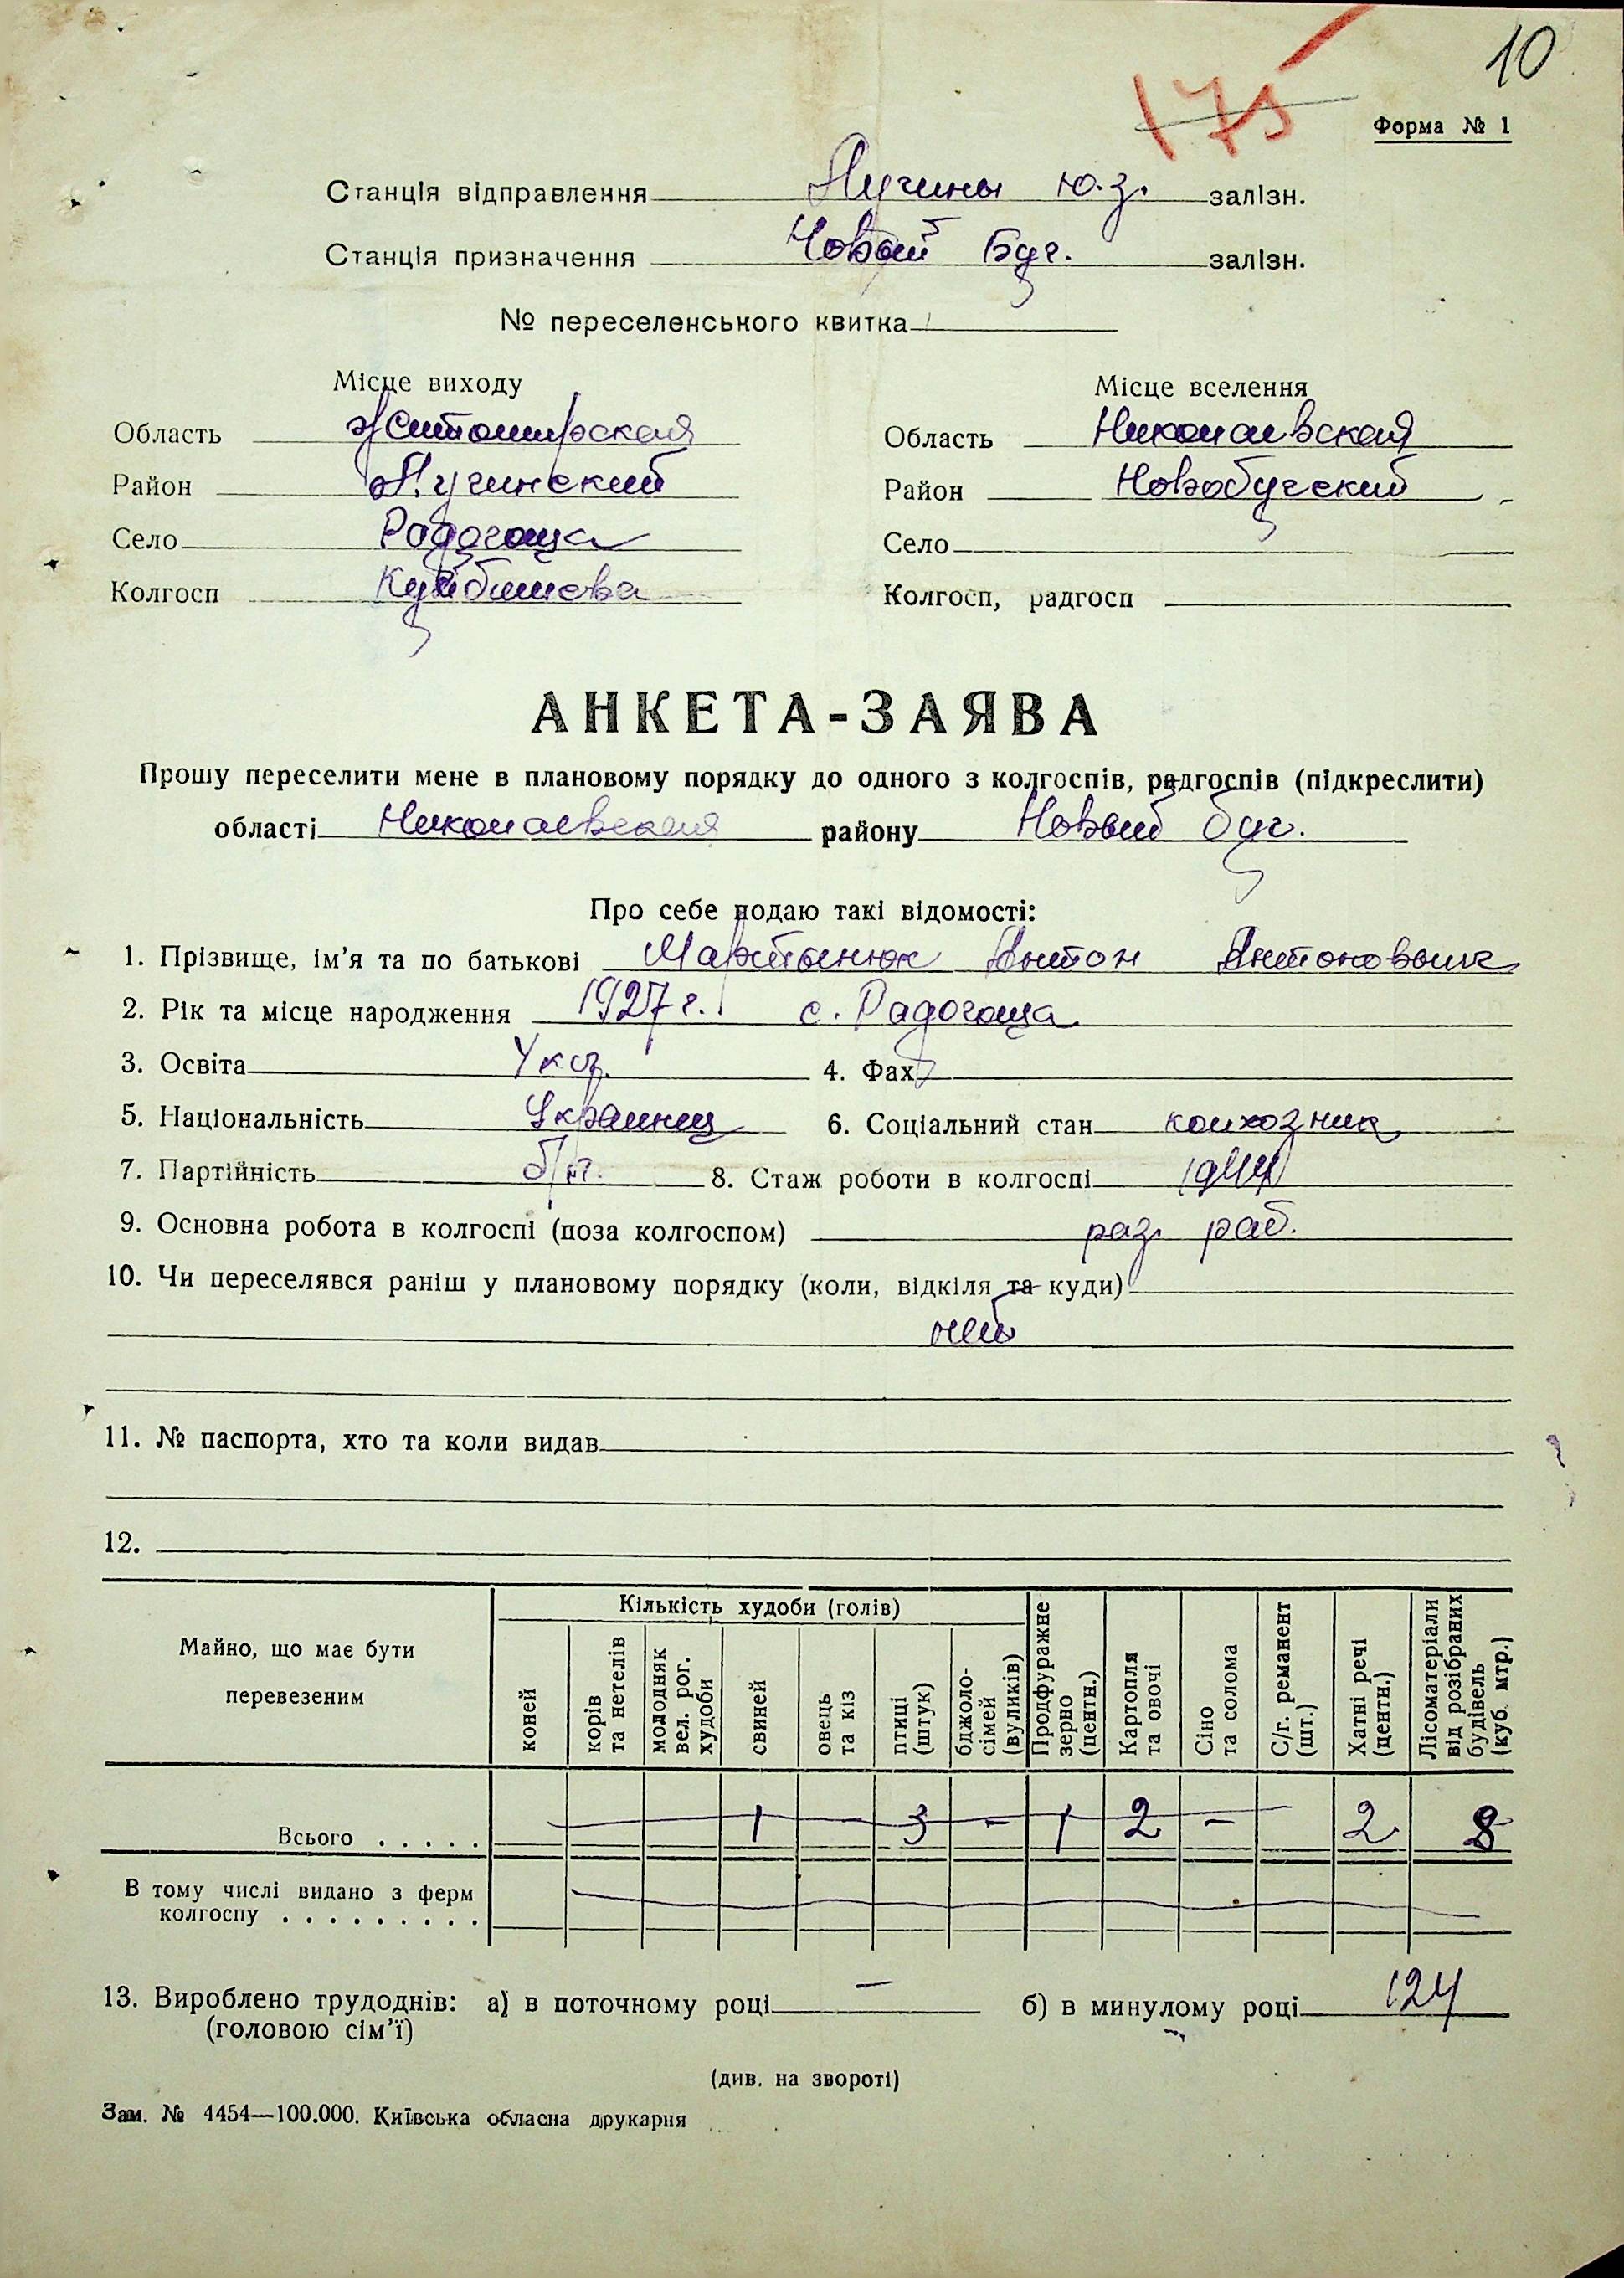 10
175
Форма № 1
Станція відправлення Лучины ю.з. залізн.
Станція призначення Новый Буг. залізн.
№ переселенського квитка
Місце виходу
Місце вселення
Область Житомирская
Область Николаевская
Район Лугинский
Район Новобугский
Село Радогоща
Село
Колгосп Куйбишева
Колгосп, радгосп
АНКЕТА-ЗАЯВА
Прошу переселити мене в плановому порядку до одного з колгоспів, радгоспів (підкреслити)
області Николаевская району Новый буг.
Про себе подаю такі відомості:
1. Прізвище, ім'я та по батькові Мартынюк Антон Антонович
2. Рік та місце народження 1927 г. с. Радогоща
3. Освіта 4 кл. 4. Фах
5. Національність Украинец 6. Соціальний стан колхозник
7. Партійність б/п. 8. Стаж роботи в колгоспі 1944
9. Основна робота в колгоспі (поза колгоспом) раз. раб.
10. Чи переселявся раніш у плановому порядку (коли, відкіля та куди)
нет
11. № паспорта, хто та коли видав
12.
Майно, що має бути перевезеним
Кількість худоби (голів)
коней
корів та нетелів
молодняк вел. рог. худоби
свиней
овець та кіз
птиці (штук)
бджоло-сімей (вуликів)
Продфуражне зерно (центн.)
Картопля та овочі
Сіно та солома
С/г. реманент (шт.)
Хатні речі (центн.)
Лісоматеріали від розібраних будівель (куб. мтр.)
Всього . . . . . 1 — 3 — 1 2 — 2 8
В тому числі видано з ферм
колгоспу . . . . . . . . .
13. Вироблено трудоднів: а) в поточному році — б) в минулому році 124
(головою сім'ї)
(див. на звороті)
Зам. № 4454—100.000. Київська обласна друкарня